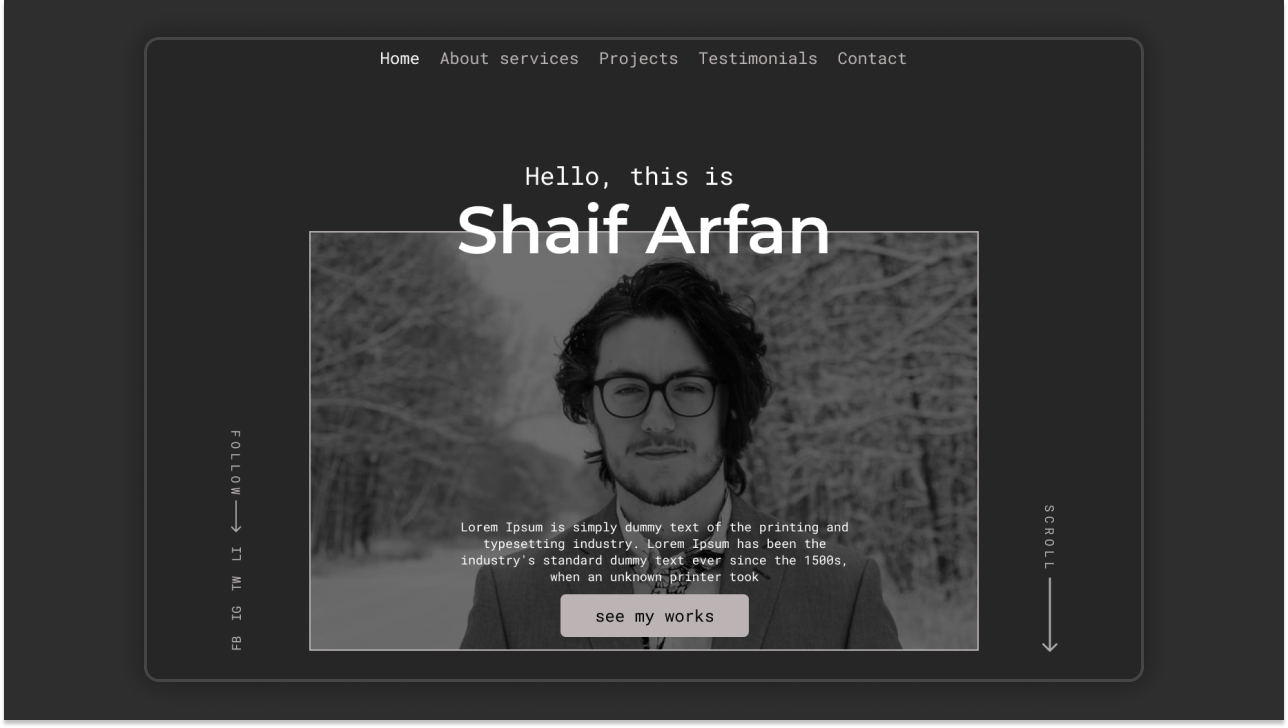 Home About services Projects Testimonials Contact
Hello, this is
Shaif Arfan
FOLLOW
LI
TW
IG
FB
Lorem Ipsum is simply dummy text of the printing and
typesetting industry. Lorem Ipsum has been the
industry's standard dummy text ever since the 1500s,
when an unknown printer took
see my works
SCROLL